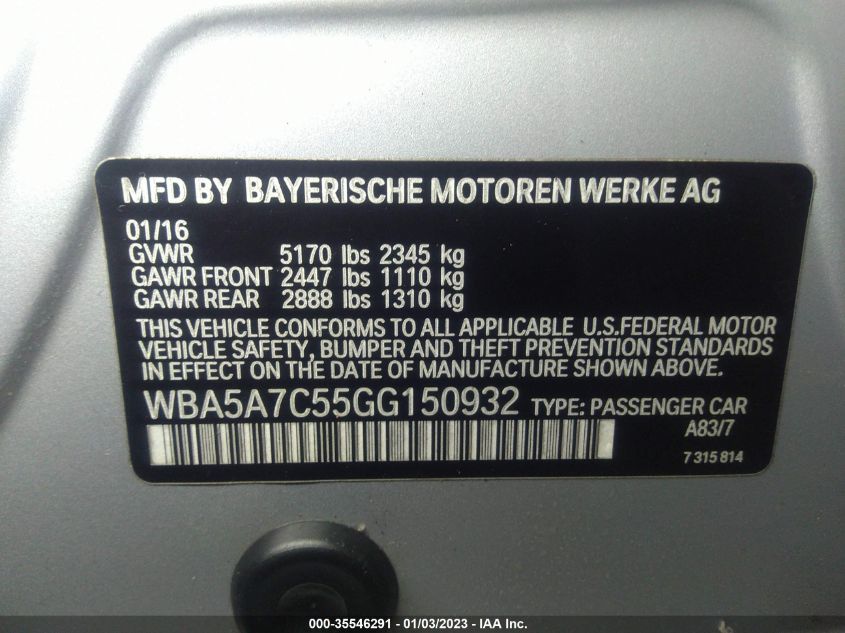 MFD BY BAYERISCHE MOTOREN WERKE AG
01/16
GVWR 5170 lbs 2345 kg
GAWR FRONT 2447 lbs 1110 kg
GAWR REAR 2888 lbs 1310 kg
THIS VEHICLE CONFORMS TO ALL APPLICABLE U.S.FEDERAL MOTOR
VEHICLE SAFETY, BUMPER AND THEFT PREVENTION STANDARDS
IN EFFECT ON THE DATE OF MANUFACTURE SHOWN ABOVE.
WBA5A7C55GG150932 TYPE: PASSENGER CAR
A83/7
7 315 814
000-35546291 - 01/03/2023 - IAA Inc.